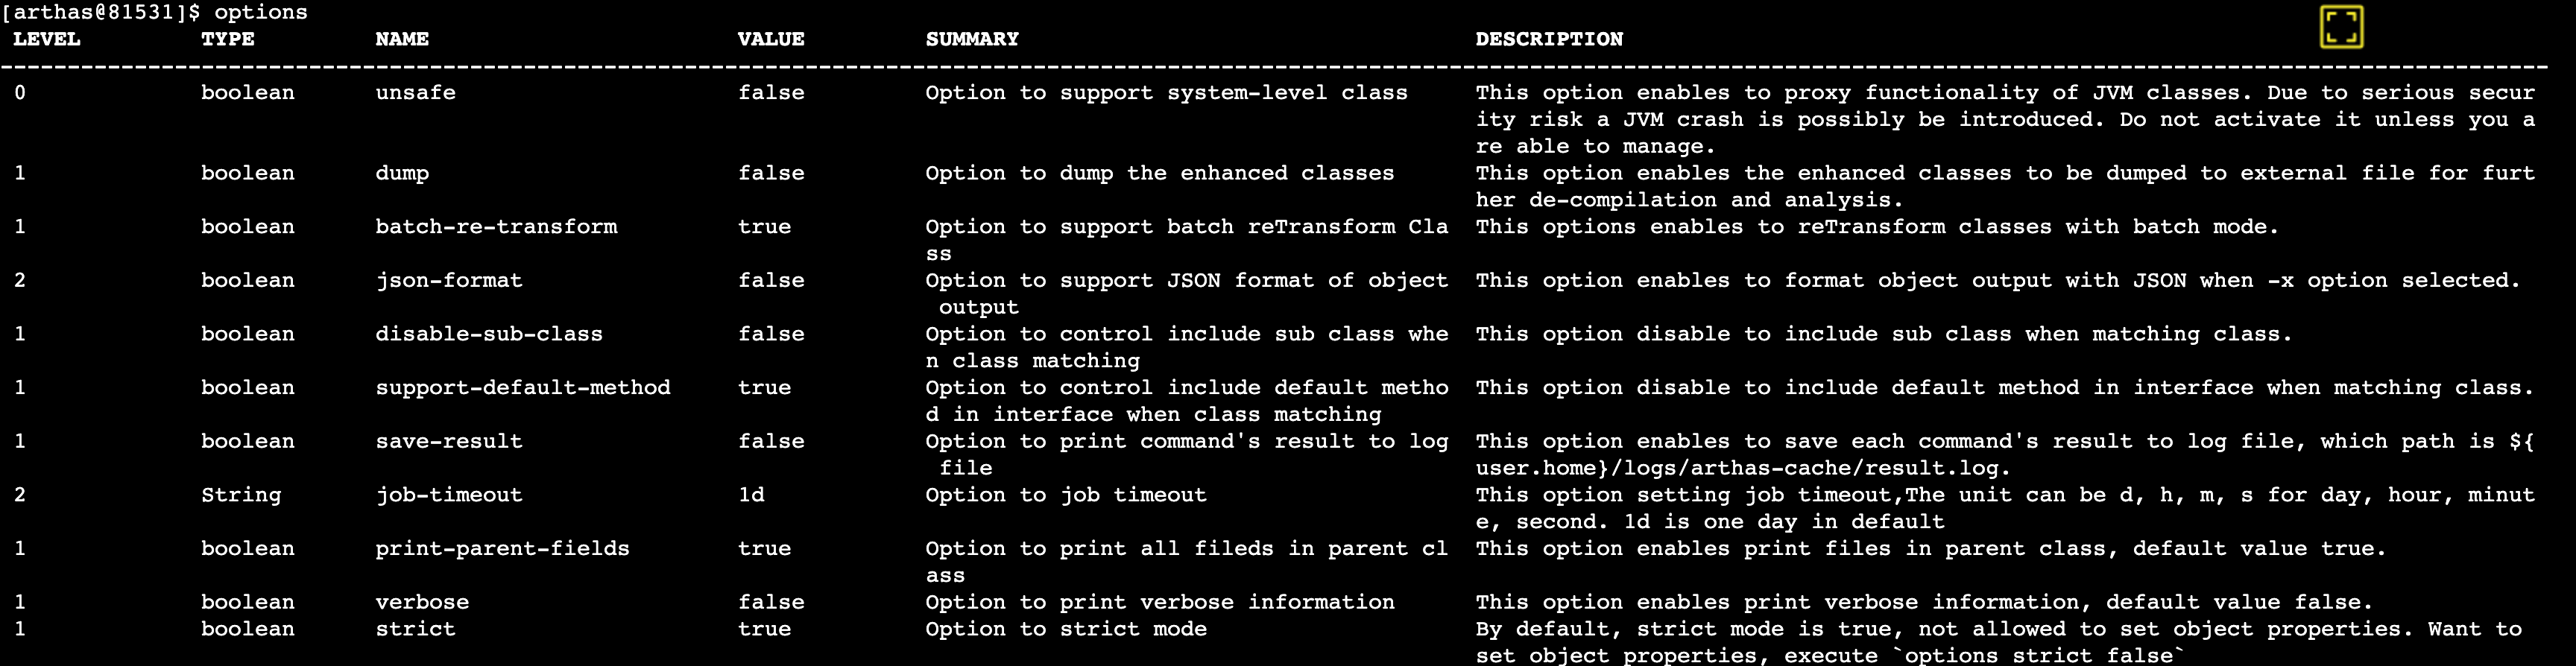 [arthas@81531]$ options
LEVEL TYPE NAME VALUE SUMMARY DESCRIPTION
0 boolean unsafe false Option to support system-level class This option enables to proxy functionality of JVM classes. Due to serious secur
ity risk a JVM crash is possibly be introduced. Do not activate it unless you a
re able to manage.
1 boolean dump false Option to dump the enhanced classes This option enables the enhanced classes to be dumped to external file for furt
her de-compilation and analysis.
1 boolean batch-re-transform true Option to support batch reTransform Cla This options enables to reTransform classes with batch mode.
ss
2 boolean json-format false Option to support JSON format of object This option enables to format object output with JSON when -x option selected.
output
1 boolean disable-sub-class false Option to control include sub class whe This option disable to include sub class when matching class.
n class matching
1 boolean support-default-method true Option to control include default metho This option disable to include default method in interface when matching class.
d in interface when class matching
1 boolean save-result false Option to print command's result to log This option enables to save each command's result to log file, which path is ${
file user.home}/logs/arthas-cache/result.log.
2 String job-timeout 1d Option to job timeout This option setting job timeout,The unit can be d, h, m, s for day, hour, minut
e, second. 1d is one day in default
1 boolean print-parent-fields true Option to print all fileds in parent cl This option enables print files in parent class, default value true.
ass
1 boolean verbose false Option to print verbose information This option enables print verbose information, default value false.
1 boolean strict true Option to strict mode By default, strict mode is true, not allowed to set object properties. Want to
set object properties, execute `options strict false`